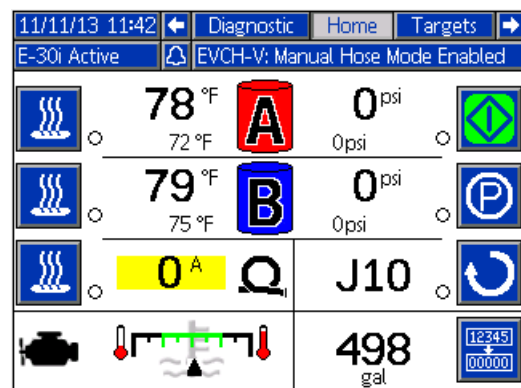 11/11/13 11:42 Diagnostic Home Targets
E-30i Active EVCH-V: Manual Hose Mode Enabled
78 °F A 0 psi
72 °F 0psi
79 °F B 0 psi
75 °F 0psi
P
0 A J10
498
gal
12345
00000